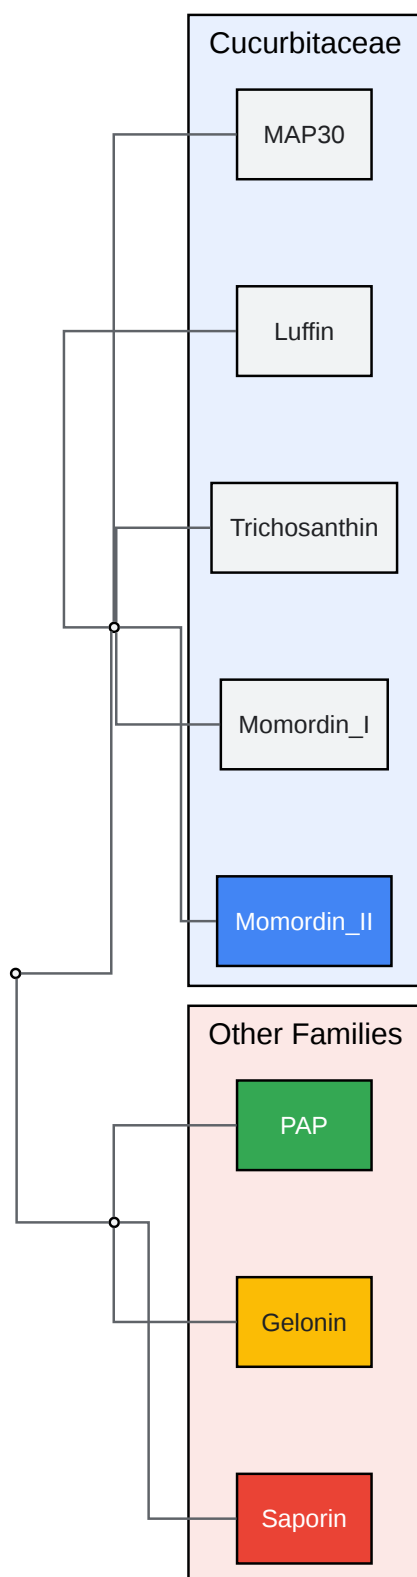 Cucurbitaceae
MAP30
Luffin
Trichosanthin
Momordin_I
Momordin_II
Other Families
PAP
Gelonin
Saporin